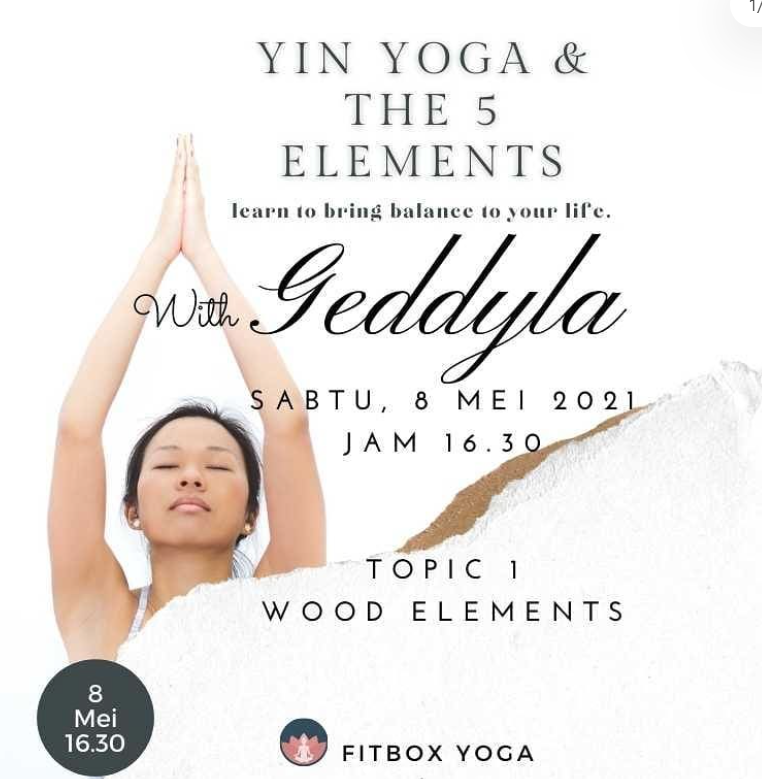 1/
YIN YOGA &
THE 5
ELEMENTS
learn to bring balance to your life.
With Geddyla
SABTU, 8 MEI 2021
JAM 16.30
TOPIC 1
WOOD ELEMENTS
8
Mei
16.30
FITBOX YOGA